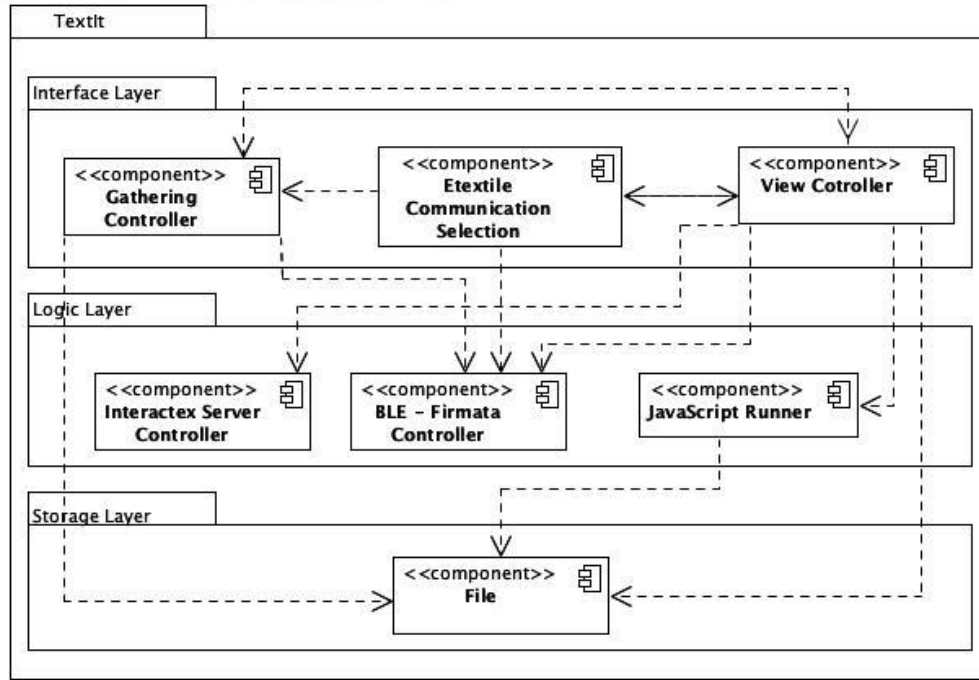 TextIt
Interface Layer
<<component>>
Gathering
Controller
<<component>>
Etextile
Communication
Selection
<<component>>
View Cotroller
Logic Layer
<<component>>
Interactex Server
Controller
<<component>>
BLE - Firmata
Controller
<<component>>
JavaScript Runner
Storage Layer
<<component>>
File